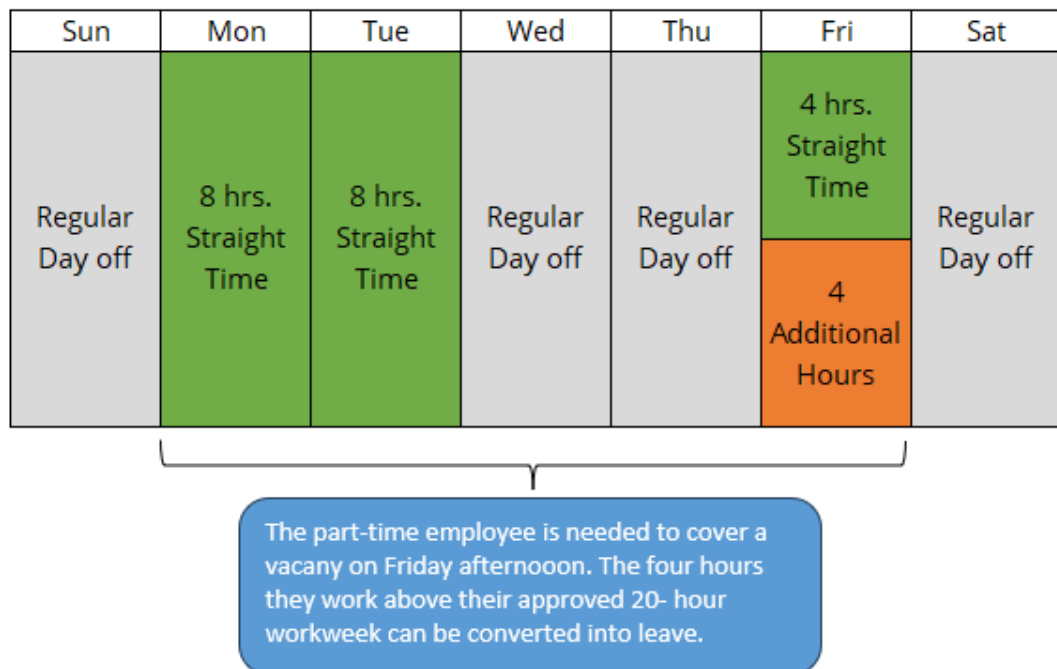 Sun Mon Tue Wed Thu Fri Sat
Regular
Day off
8 hrs.
Straight
Time
8 hrs.
Straight
Time
Regular
Day off
Regular
Day off
4 hrs.
Straight
Time
4
Additional
Hours
Regular
Day off
The part-time employee is needed to cover a
vacancy on Friday afternooon. The four hours
they work above their approved 20- hour
workweek can be converted into leave.